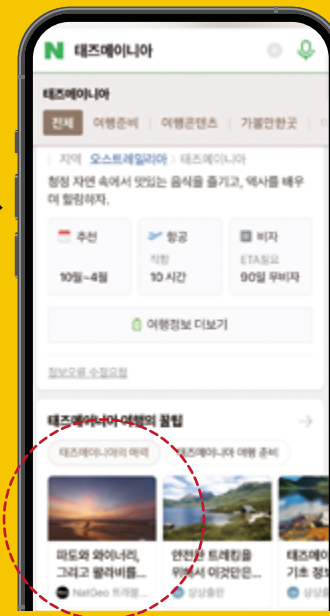 N 태즈메이니아
태즈메이니아
전체 여행준비 여행콘텐츠 가볼만한곳
지역 오스트레일리아 > 태즈메이니아
청정 자연 속에서 맛있는 음식을 즐기고, 역사를 배우
며 힐링하자.
추천 항공 비자
직항 ETA필요
10월~4월 10시간 90일 무비자
여행정보 더보기
정보오류 수정요청
태즈메이니아 여행의 꿀팁
태즈메이니아의 매력 태즈메이니아 여행 준비
파도와 와이너리, 안전한 트레킹을 태즈메이
그리고 왈라비를... 위해서 이것만은... 기초 정보
NatGeo 트래블... 상상출판 상상출